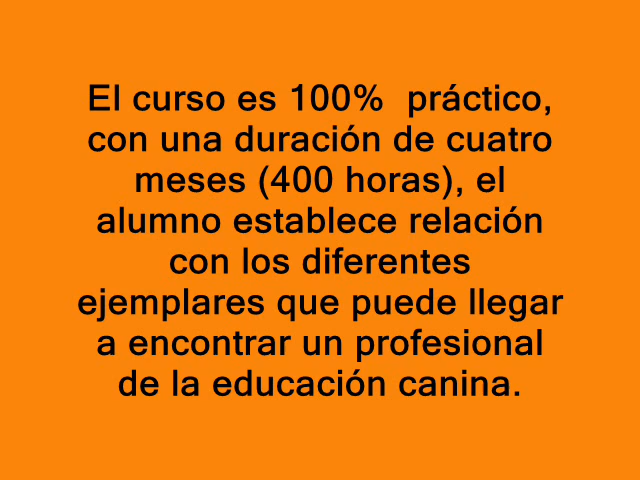 El curso es 100%  práctico,
con una duración de cuatro
meses (400 horas), el
alumno establece relación
con los diferentes
ejemplares que puede llegar
a encontrar un profesional
de la educación canina.